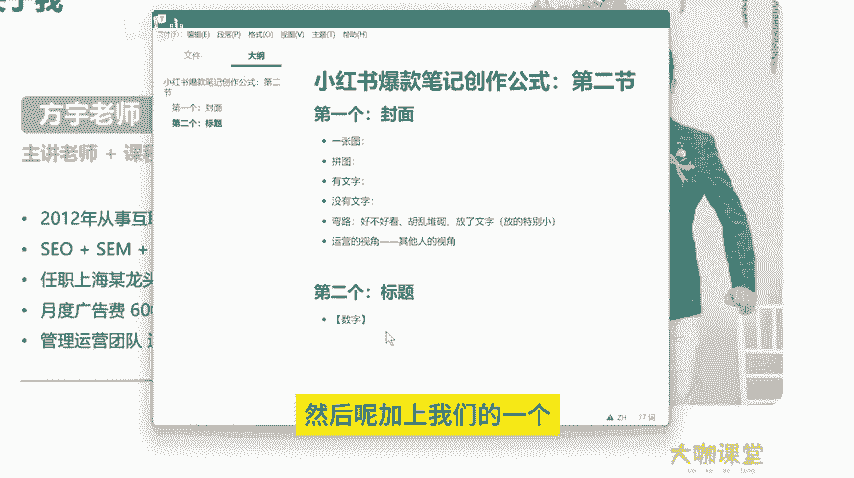 于我
编辑(E) 段落(P) 格式(O) 视图(V) 主题(T) 帮助(H)
文件
大纲
小红书爆款笔记创作公式：第二
节
第一个：封面
第二个：标题
小红书爆款笔记创作公式：第二节
第一个：封面
一张图：
拼图：
有文字：
没有文字：
弯路：好不好看、胡乱堆砌、放了文字（放的特别小）
运营的视角——其他人的视角
第二个：标题
【数字】
ZH
方宇老师
主讲老师 + 课程
2012年从事互联
SEO + SEM +
任职上海某龙头
月度广告费 60
管理运营团队
然后呢加上我们的一个
大咖课堂